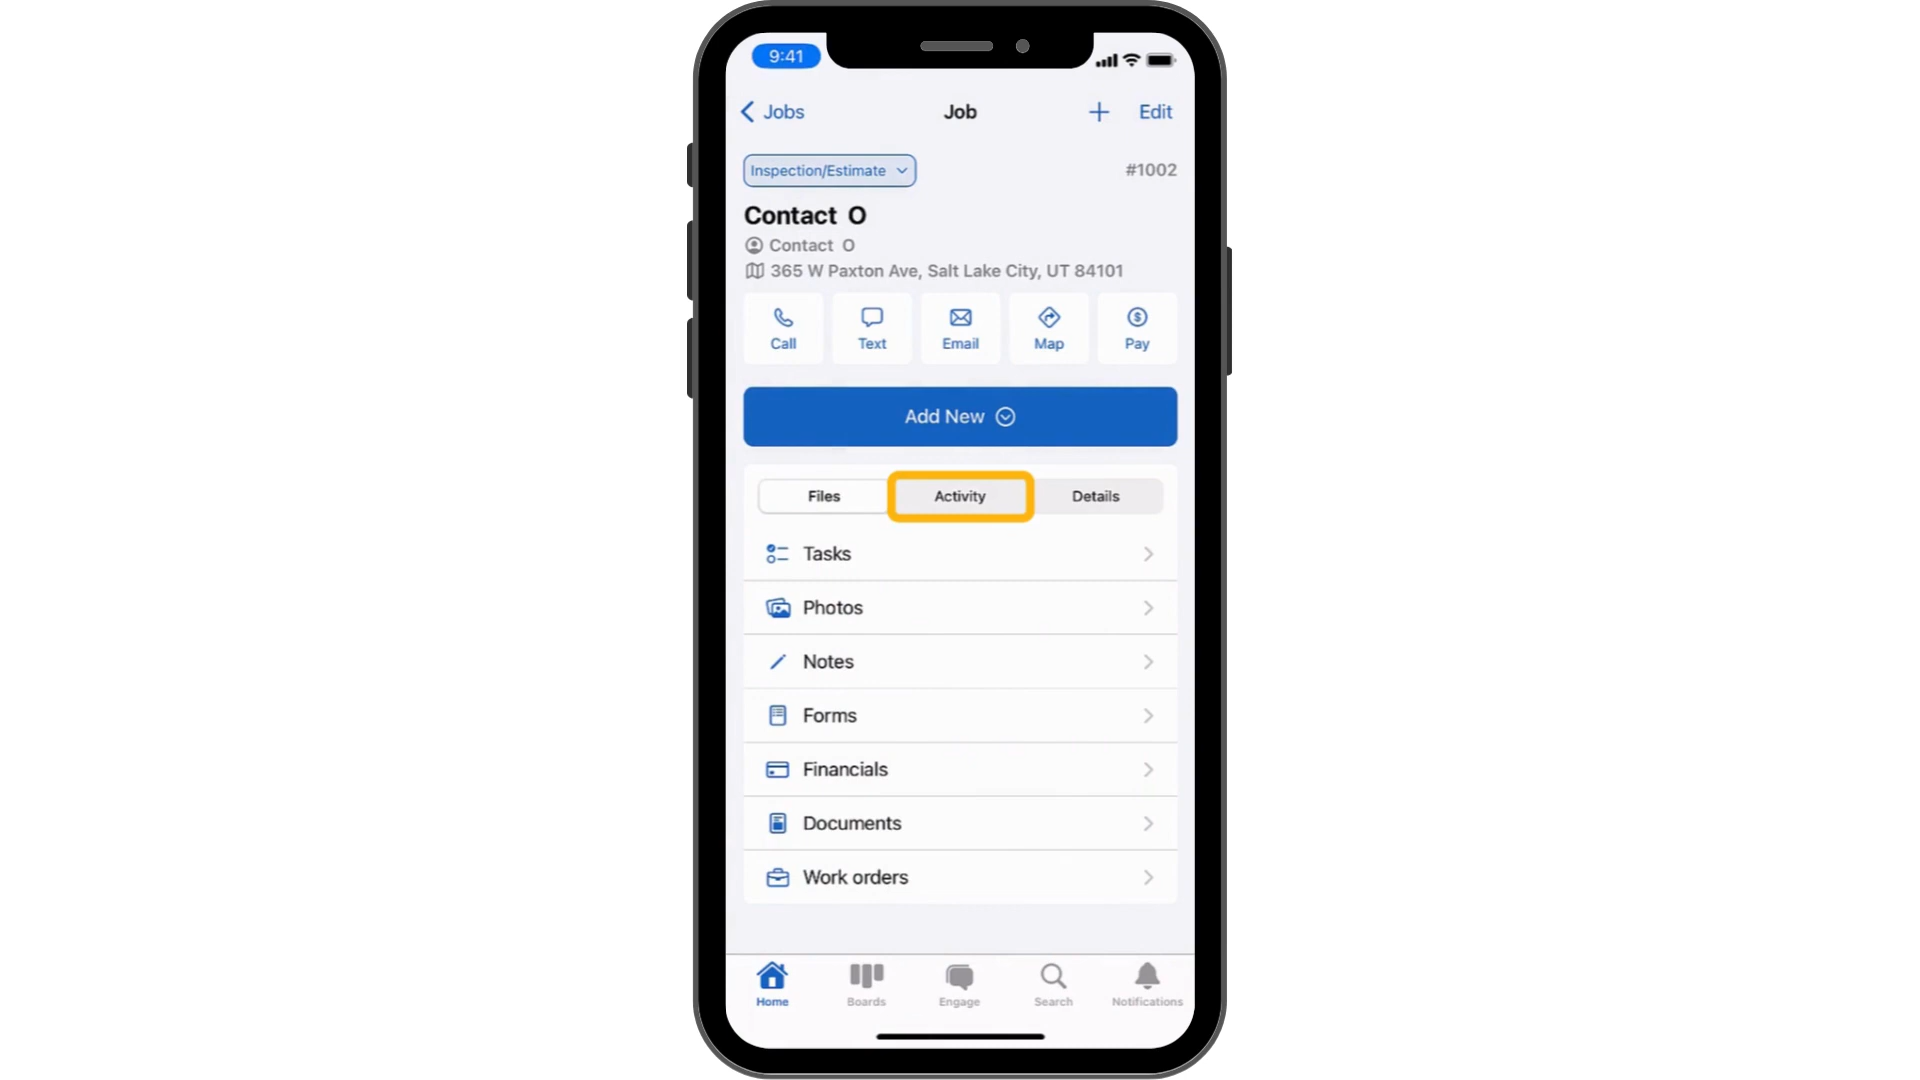 9:41
Jobs
Job
Edit
Inspection/Estimate
#1002
Contact O
Contact O
365 W Paxton Ave, Salt Lake City, UT 84101
Call
Text
Email
Map
Pay
Add New
Files
Activity
Details
Tasks
Photos
Notes
Forms
Financials
Documents
Work orders
Home
Boards
Engage
Search
Notifications